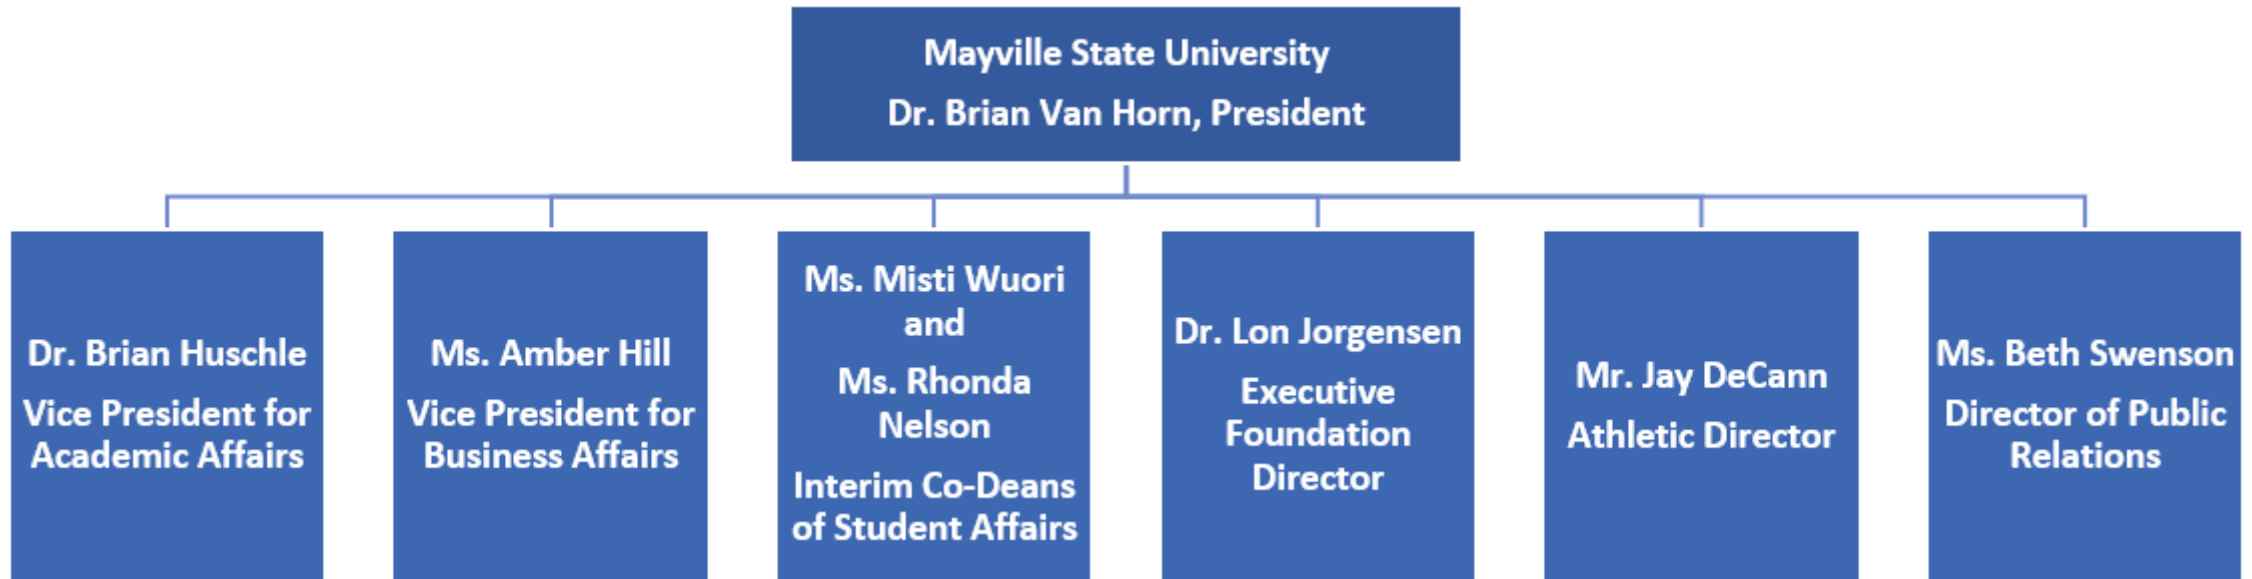 Mayville State University
Dr. Brian Van Horn, President
Dr. Brian Huschle
Vice President for
Academic Affairs
Ms. Amber Hill
Vice President for
Business Affairs
Ms. Misti Wuori
and
Ms. Rhonda
Nelson
Interim Co-Deans
of Student Affairs
Dr. Lon Jorgensen
Executive
Foundation
Director
Mr. Jay DeCann
Athletic Director
Ms. Beth Swenson
Director of Public
Relations